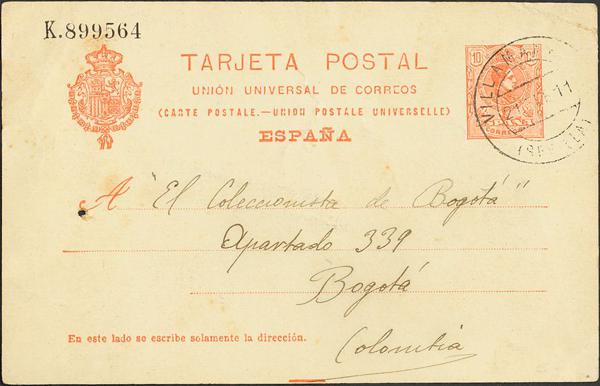 K.899564
TARJETA POSTAL
UNIÓN UNIVERSAL DE CORREOS
(CARTE POSTALE.—UNION POSTALE UNIVERSELLE)
ESPAÑA
10
CORREOS
A "El Coleccionista de Bogotá"
Apartado 339
Bogotá
Colombia
En este lado se escribe solamente la dirección.